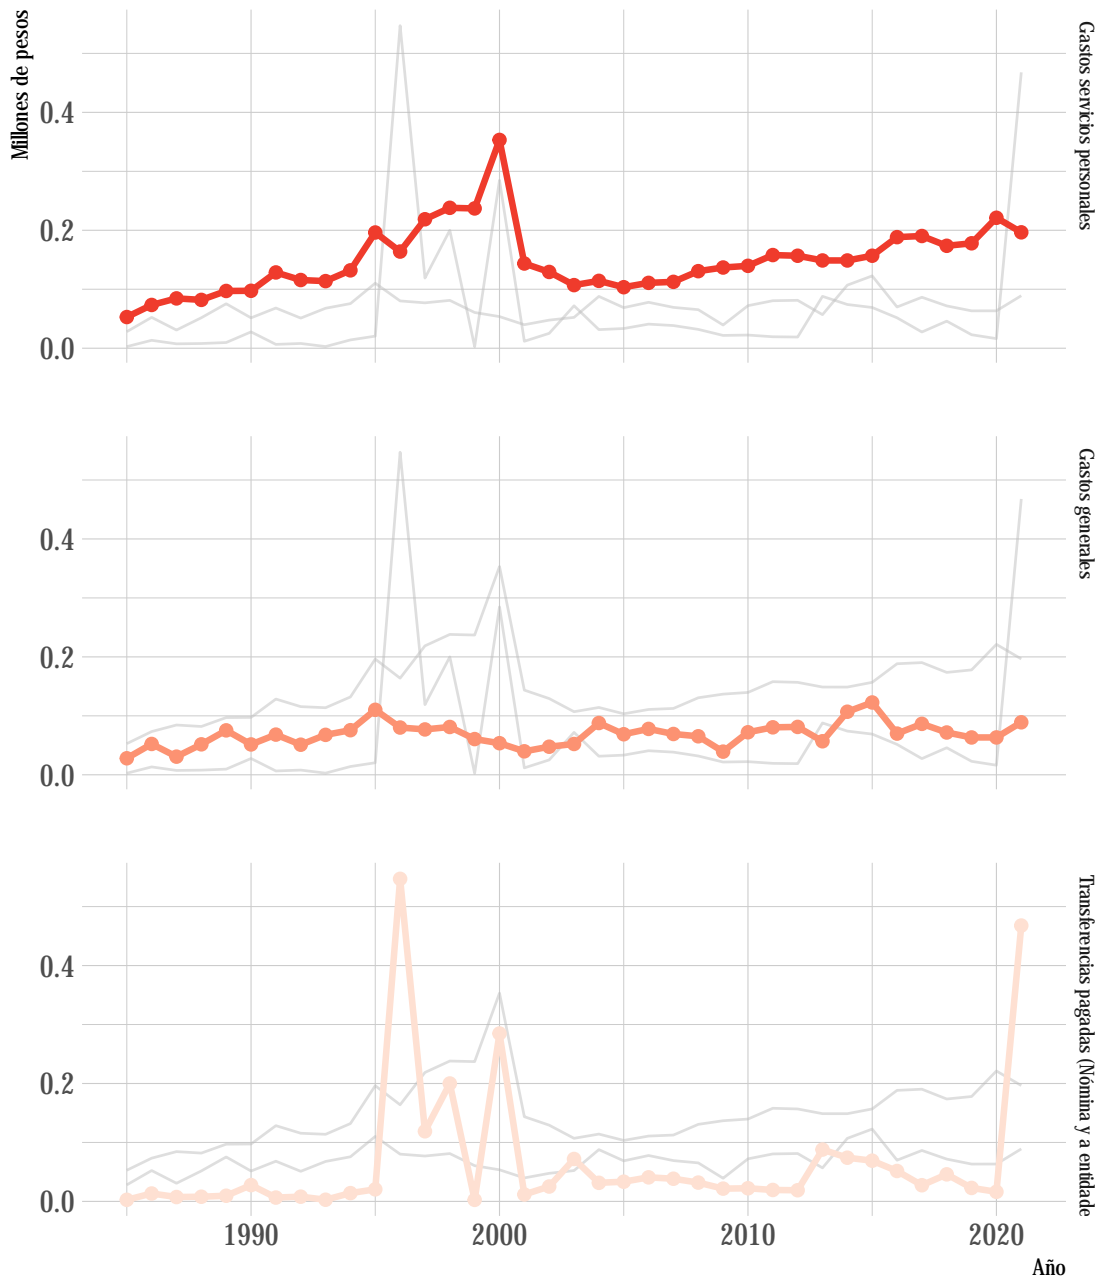 Millones de pesos
0.4
0.2
0.0
Gastos servicios personales
0.4
0.2
0.0
Gastos generales
0.4
0.2
0.0
Transferencias pagadas (Nómina y a entidade
1990
2000
2010
2020
Año